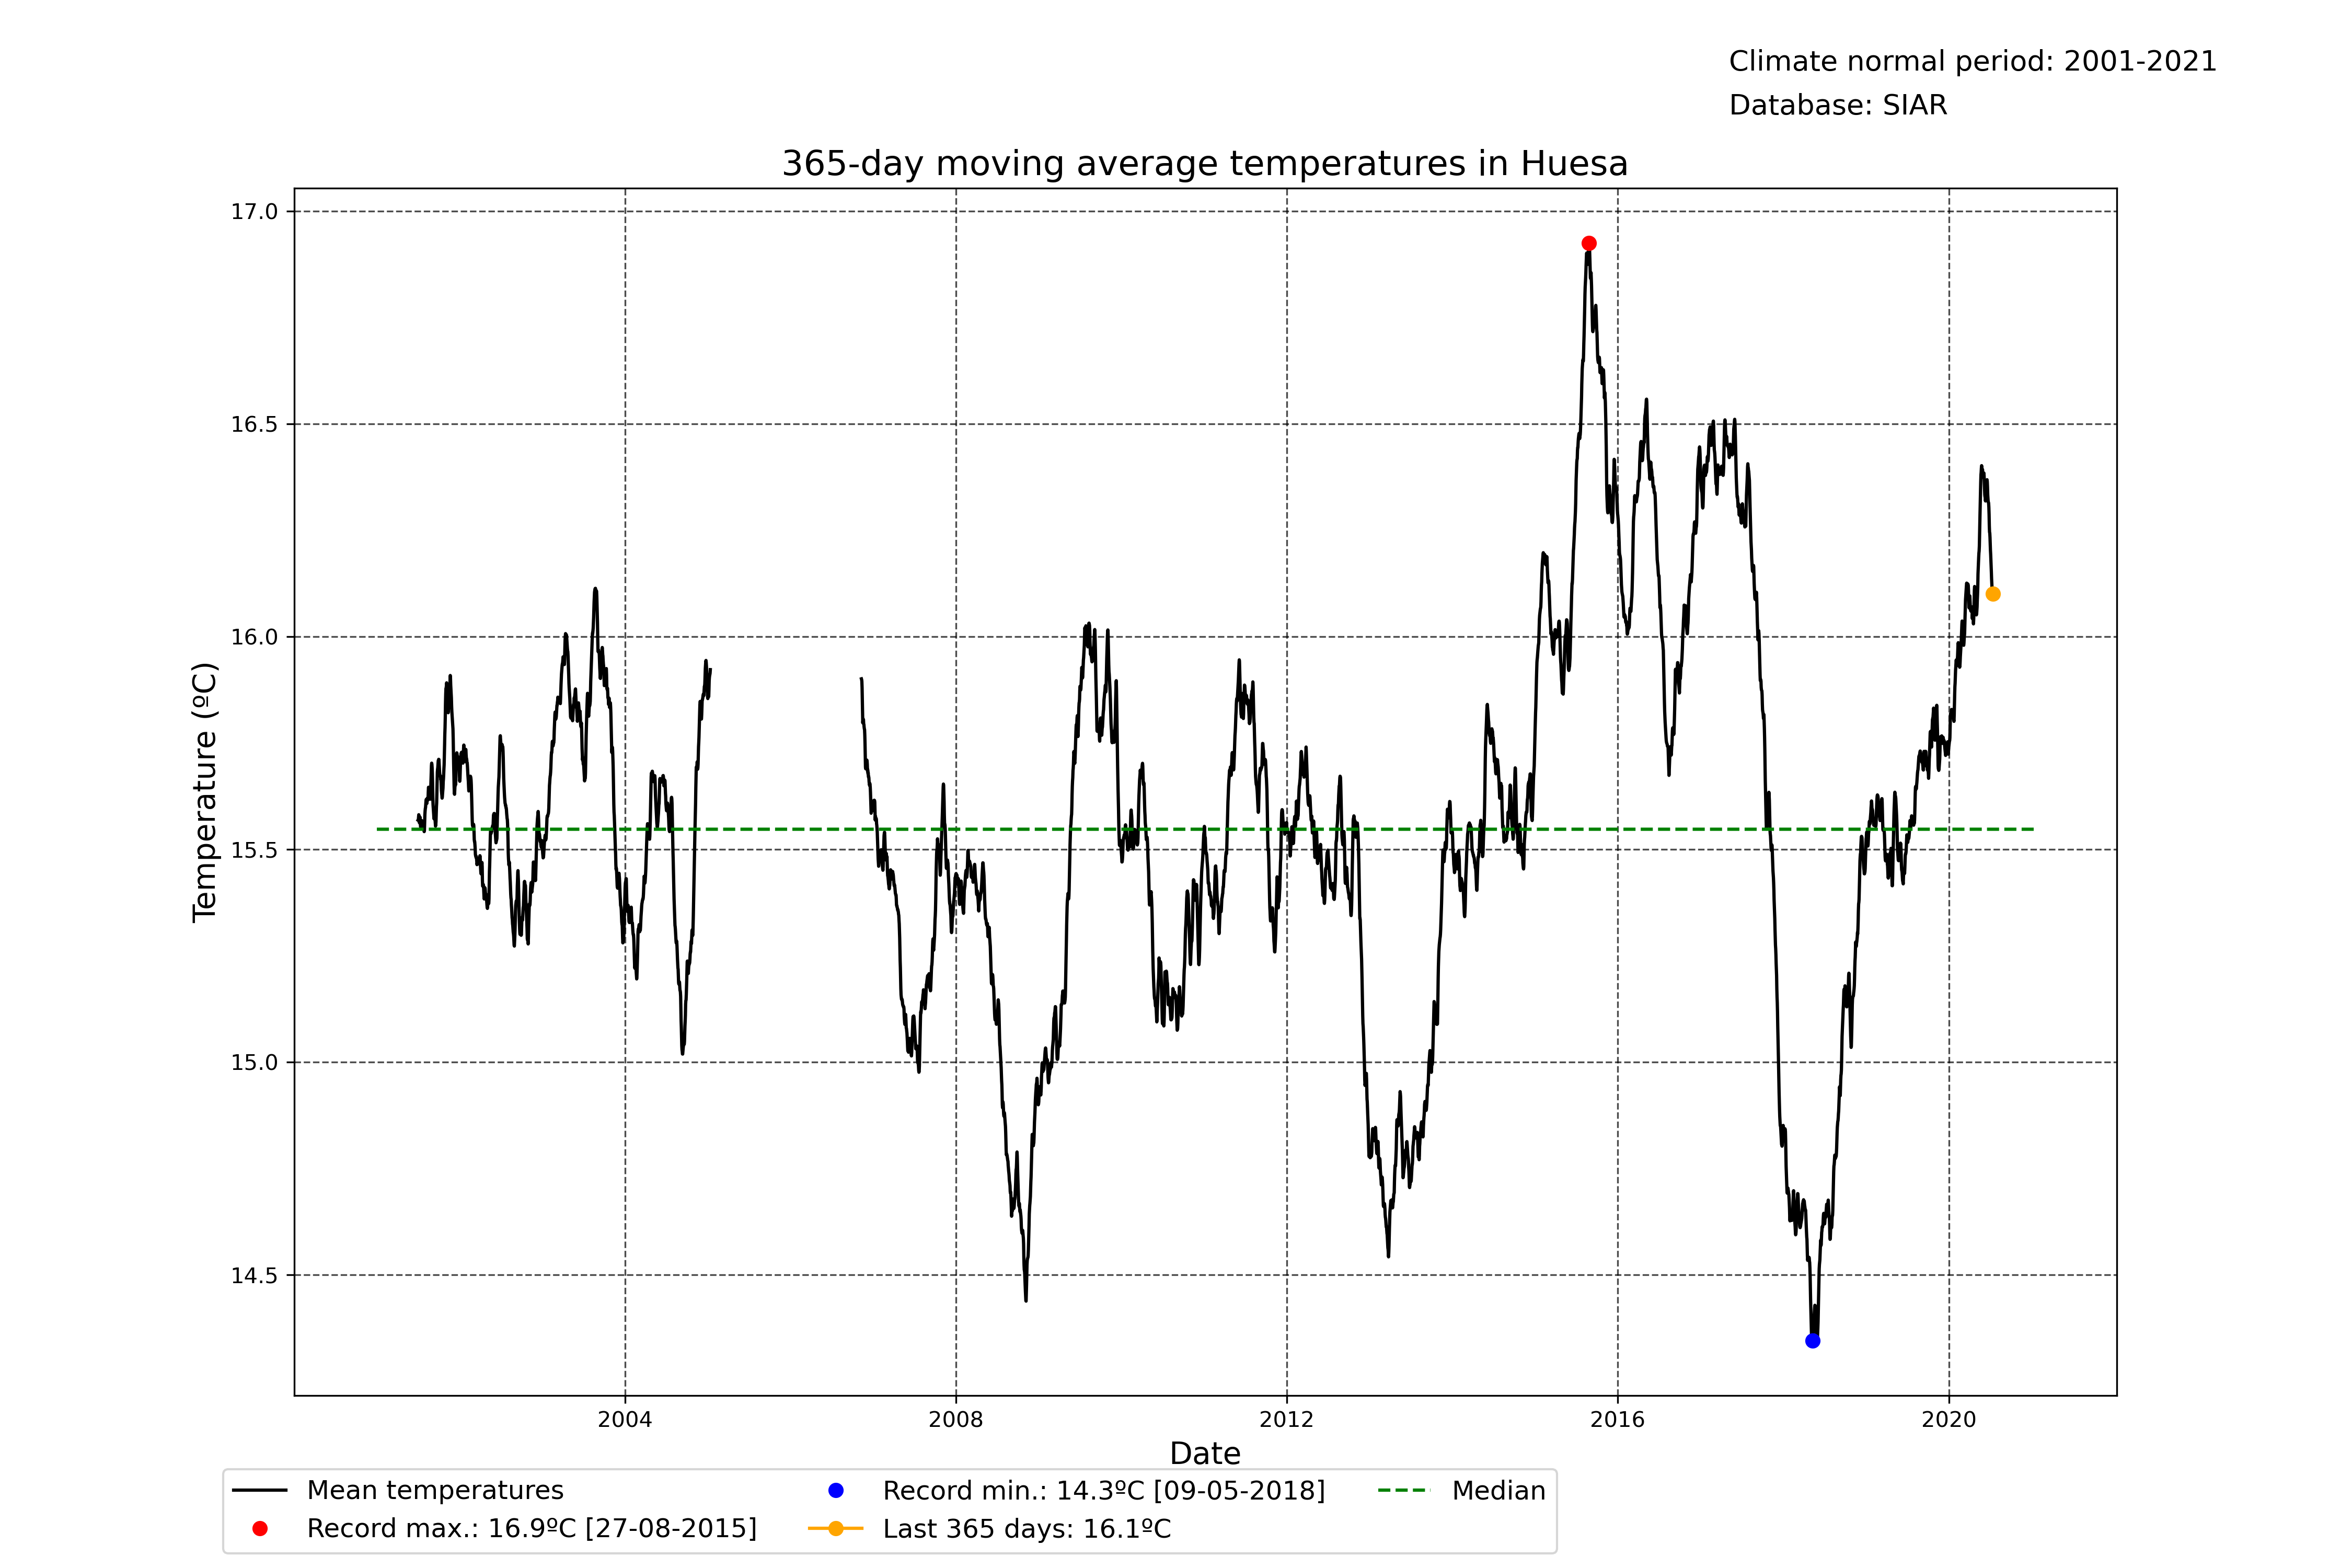 Climate normal period: 2001-2021
Database: SIAR
365-day moving average temperatures in Huesa
17.0
16.5
16.0
15.5
15.0
14.5
Temperature (ºC)
2004
2008
2012
2016
2020
Date
Mean temperatures
Record max.: 16.9ºC [27-08-2015]
Record min.: 14.3ºC [09-05-2018]
Last 365 days: 16.1ºC
Median